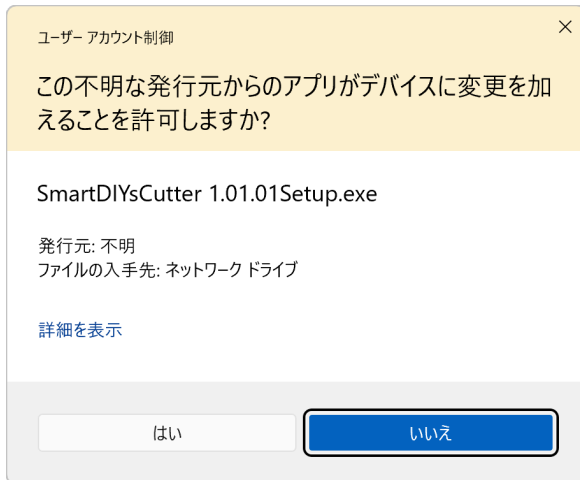 ユーザー アカウント制御
この不明な発行元からのアプリがデバイスに変更を加
えることを許可しますか?
SmartDIYsCutter 1.01.01Setup.exe
発行元: 不明
ファイルの入手先: ネットワーク ドライブ
詳細を表示
はい
いいえ